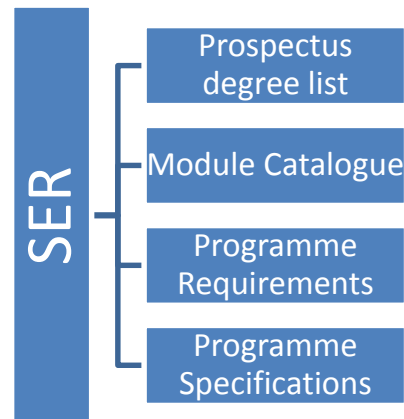 SER
Prospectus
degree list
Module Catalogue
Programme
Requirements
Programme
Specifications